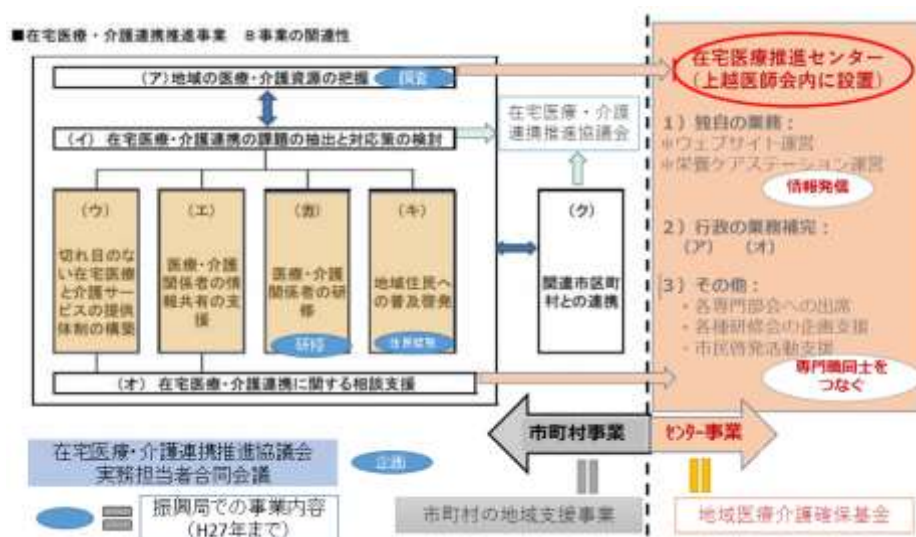 ■在宅医療・介護連携推進事業 8事業の関連性
(ア)地域の医療・介護資源の把握
調査
(イ) 在宅医療・介護連携の課題の抽出と対応策の検討
在宅医療・介護
連携推進協議会
(ウ)
切れ目のな
い在宅医療
と介護サー
ビスの提供
体制の構築
(エ)
医療・介護
関係者の情
報共有の支
援
医療・介護
関係者の研
修
研修
(キ)
地域住民へ
の普及啓発
(ク)
関連市区町
村との連携
(オ) 在宅医療・介護連携に関する相談支援
在宅医療推進センター
(上越医師会内に設置)
1)独自の業務:
※ウェブサイト運営
※栄養ケアステーション運営
情報発信
2)行政の業務補完:
(ア) (オ)
3)その他:
・各専門部会への出席
・各種研修会の企画支援
・市民啓発活動支援
専門職同士を
つなぐ
市町村事業
センター事業
在宅医療・介護連携推進協議会
実務担当者合同会議
企画
振興局での事業内容
(H27年まで)
市町村の地域支援事業
地域医療介護確保基金